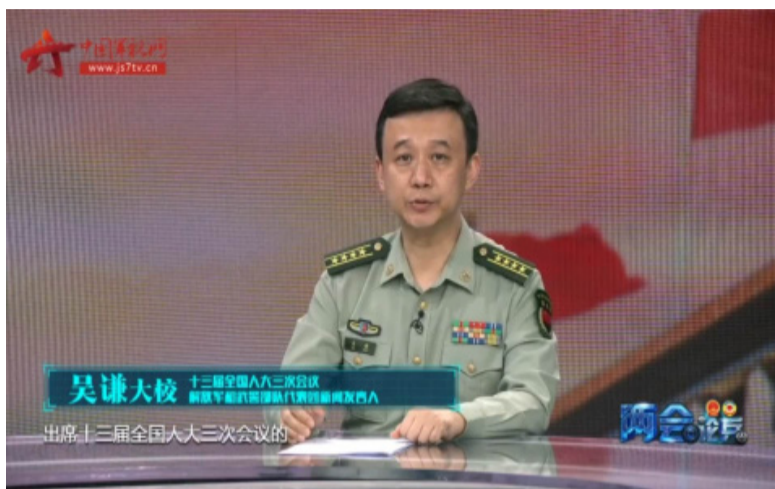 中国军视网
www.js7tv.cn
吴谦大校
十三届全国人大三次会议
解放军和武警部队代表团新闻发言人
出席十三届全国人大三次会议的
两会论兵